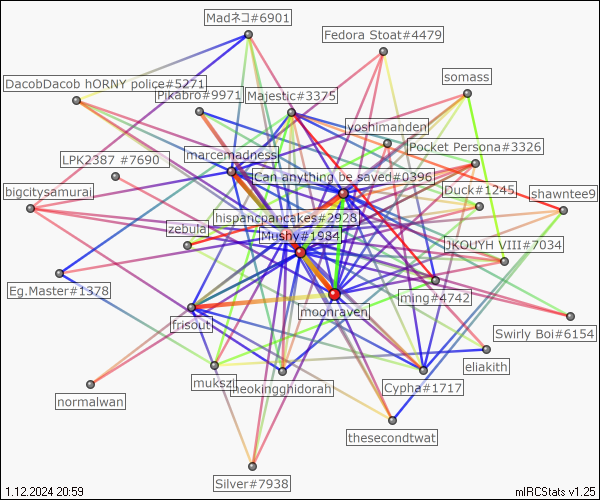 Madネコ#6901
Fedora Stoat#4479
somass
DacobDacob hORNY police#5271
Pikabro#9971
Majestic#3375
yoshimanden
Pocket Persona#3326
marcemadness
LPK2387 #7690
Can anything be saved#0396
Duck#1245
shawntee9
bigcitysamurai
hispancpancakes#2928
zebula
Mushy#1984
JKOUYH VIII#7034
Eg.Master#1378
ming#4742
moonraven
frisout
Swirly Boi#6154
eliakith
mukszi
neokingghidorah
Cypha#1717
normalwan
thesecondtwat
Silver#7938
1.12.2024 20:59
mIRCStats v1.25